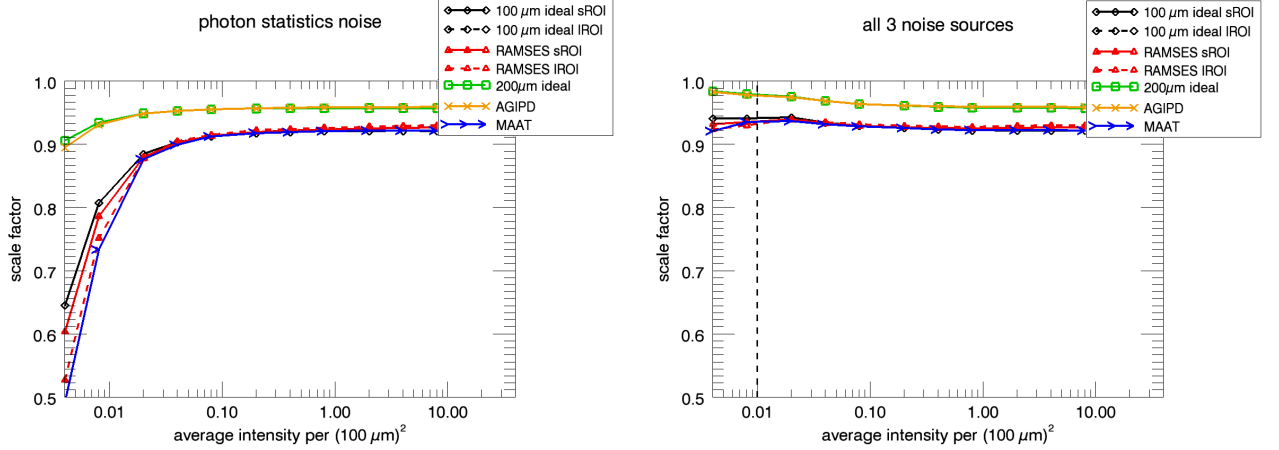 photon statistics noise
100 µm ideal sROI
100 µm ideal lROI
RAMSES sROI
RAMSES lROI
200µm ideal
AGIPD
MAAT
1.0
0.9
0.8
0.7
0.6
0.5
scale factor
0.01
0.10
1.00
10.00
average intensity per (100 µm)²
all 3 noise sources
100 µm ideal sROI
100 µm ideal lROI
RAMSES sROI
RAMSES lROI
200µm ideal
AGIPD
MAAT
1.0
0.9
0.8
0.7
0.6
0.5
scale factor
0.01
0.10
1.00
10.00
average intensity per (100 µm)²